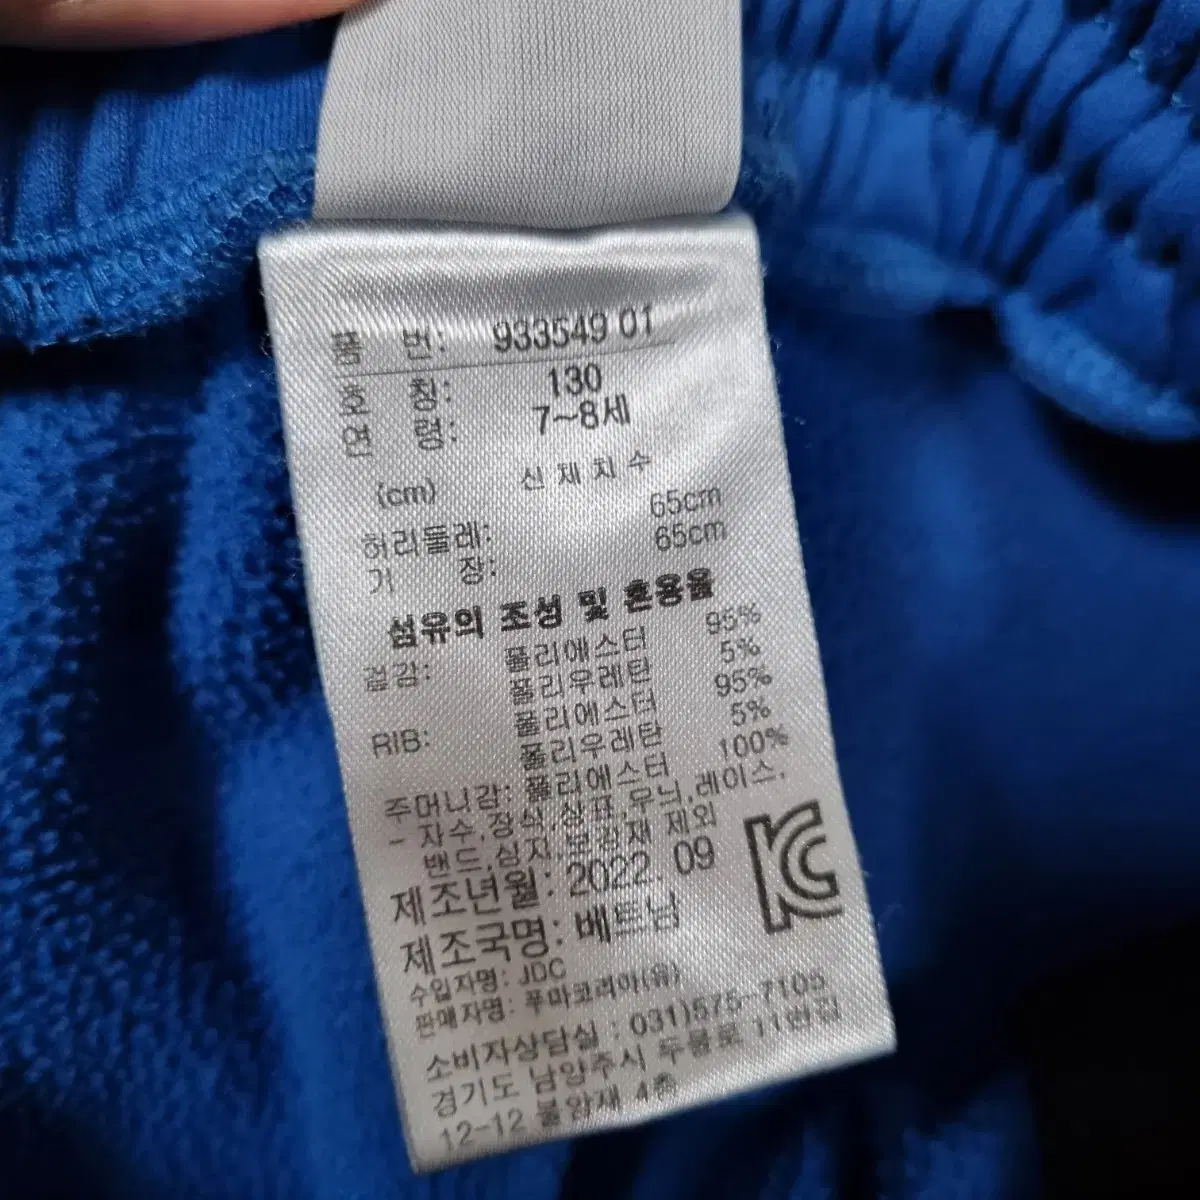 품 번: 933549 01
호 칭: 130
연 령: 7~8세
(cm) 신체치수
허리둘레: 65cm
기 장: 65cm
섬유의 조성 및 혼용율
겉감: 폴리에스터 95%
폴리우레탄 5%
RIB: 폴리에스터 95%
폴리우레탄 5%
주머니감: 폴리에스터 100%
- 자수,장식,상표,무늬,레이스,
밴드,심지,보강재 제외
제조년월: 2022. 09
제조국명: 베트남
수입자명: JDC
판매자명: 푸마코리아(유)
소비자상담실 : 031)575-7105
경기도 남양주시 두물로 11번길
12-12 불암재 4층
KC